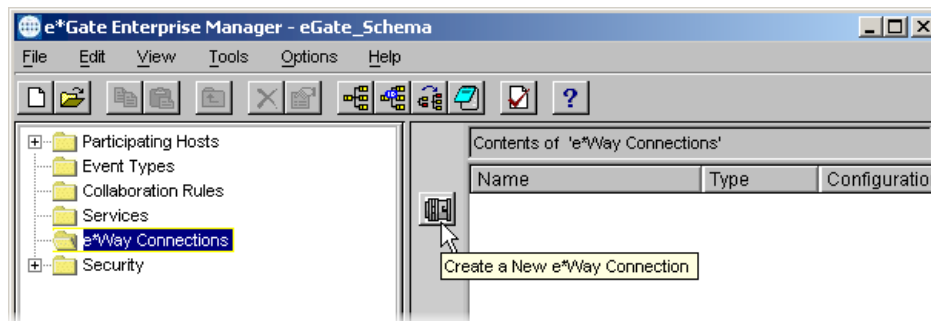 e*Gate Enterprise Manager - eGate_Schema
File Edit View Tools Options Help
Participating Hosts
Event Types
Collaboration Rules
Services
e*Way Connections
Security
Contents of 'e*Way Connections'
Name Type Configuratio
Create a New e*Way Connection